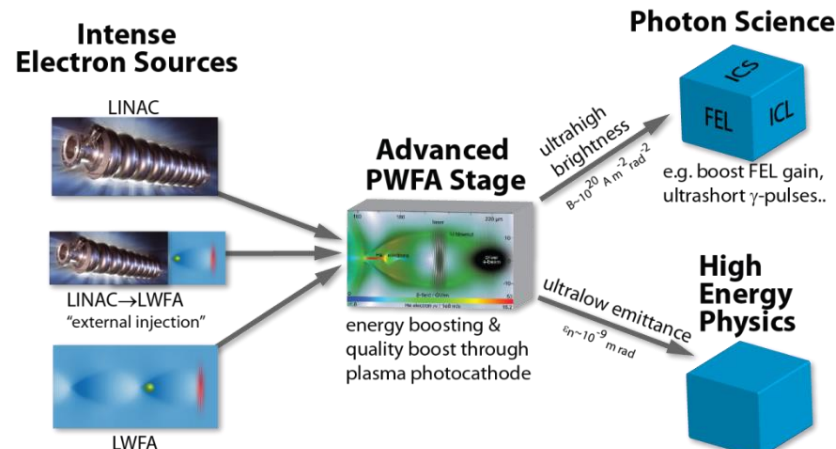 Intense
Electron Sources
LINAC
LINAC→LWFA
"external injection"
LWFA
Advanced
PWFA Stage
energy boosting &
quality boost through
plasma photocathode
ultrahigh
brightness
B~10²⁰ A m⁻² rad⁻²
ultralow emittance
εn~10⁻⁹ m rad
Photon Science
ICS
FEL
ICL
e.g. boost FEL gain,
ultrashort γ-pulses..
High
Energy
Physics